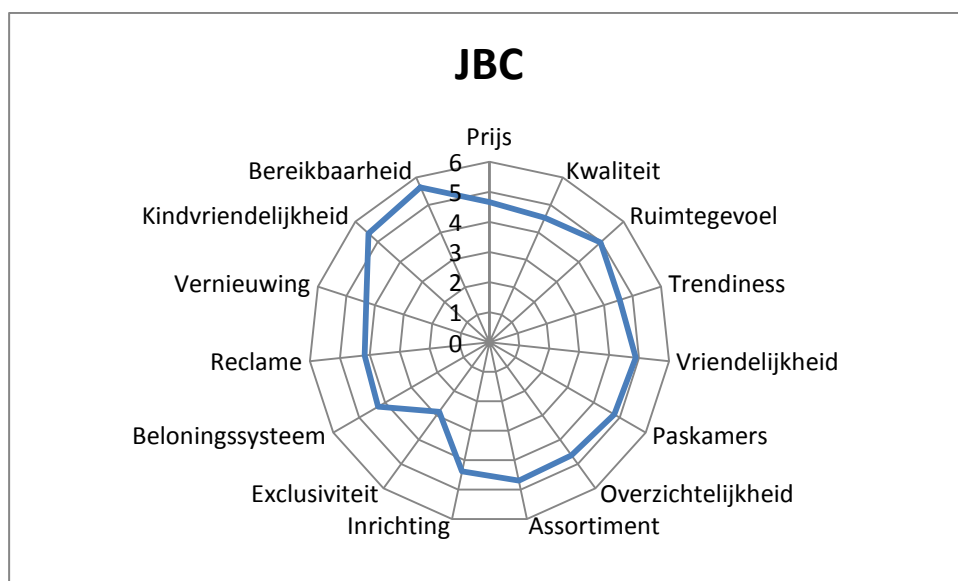 JBC
Prijs
Kwaliteit
Ruimtegevoel
Trendiness
Vriendelijkheid
Paskamers
Overzichtelijkheid
Assortiment
Inrichting
Exclusiviteit
Beloningssysteem
Reclame
Vernieuwing
Kindvriendelijkheid
Bereikbaarheid
6
5
4
3
2
1
0